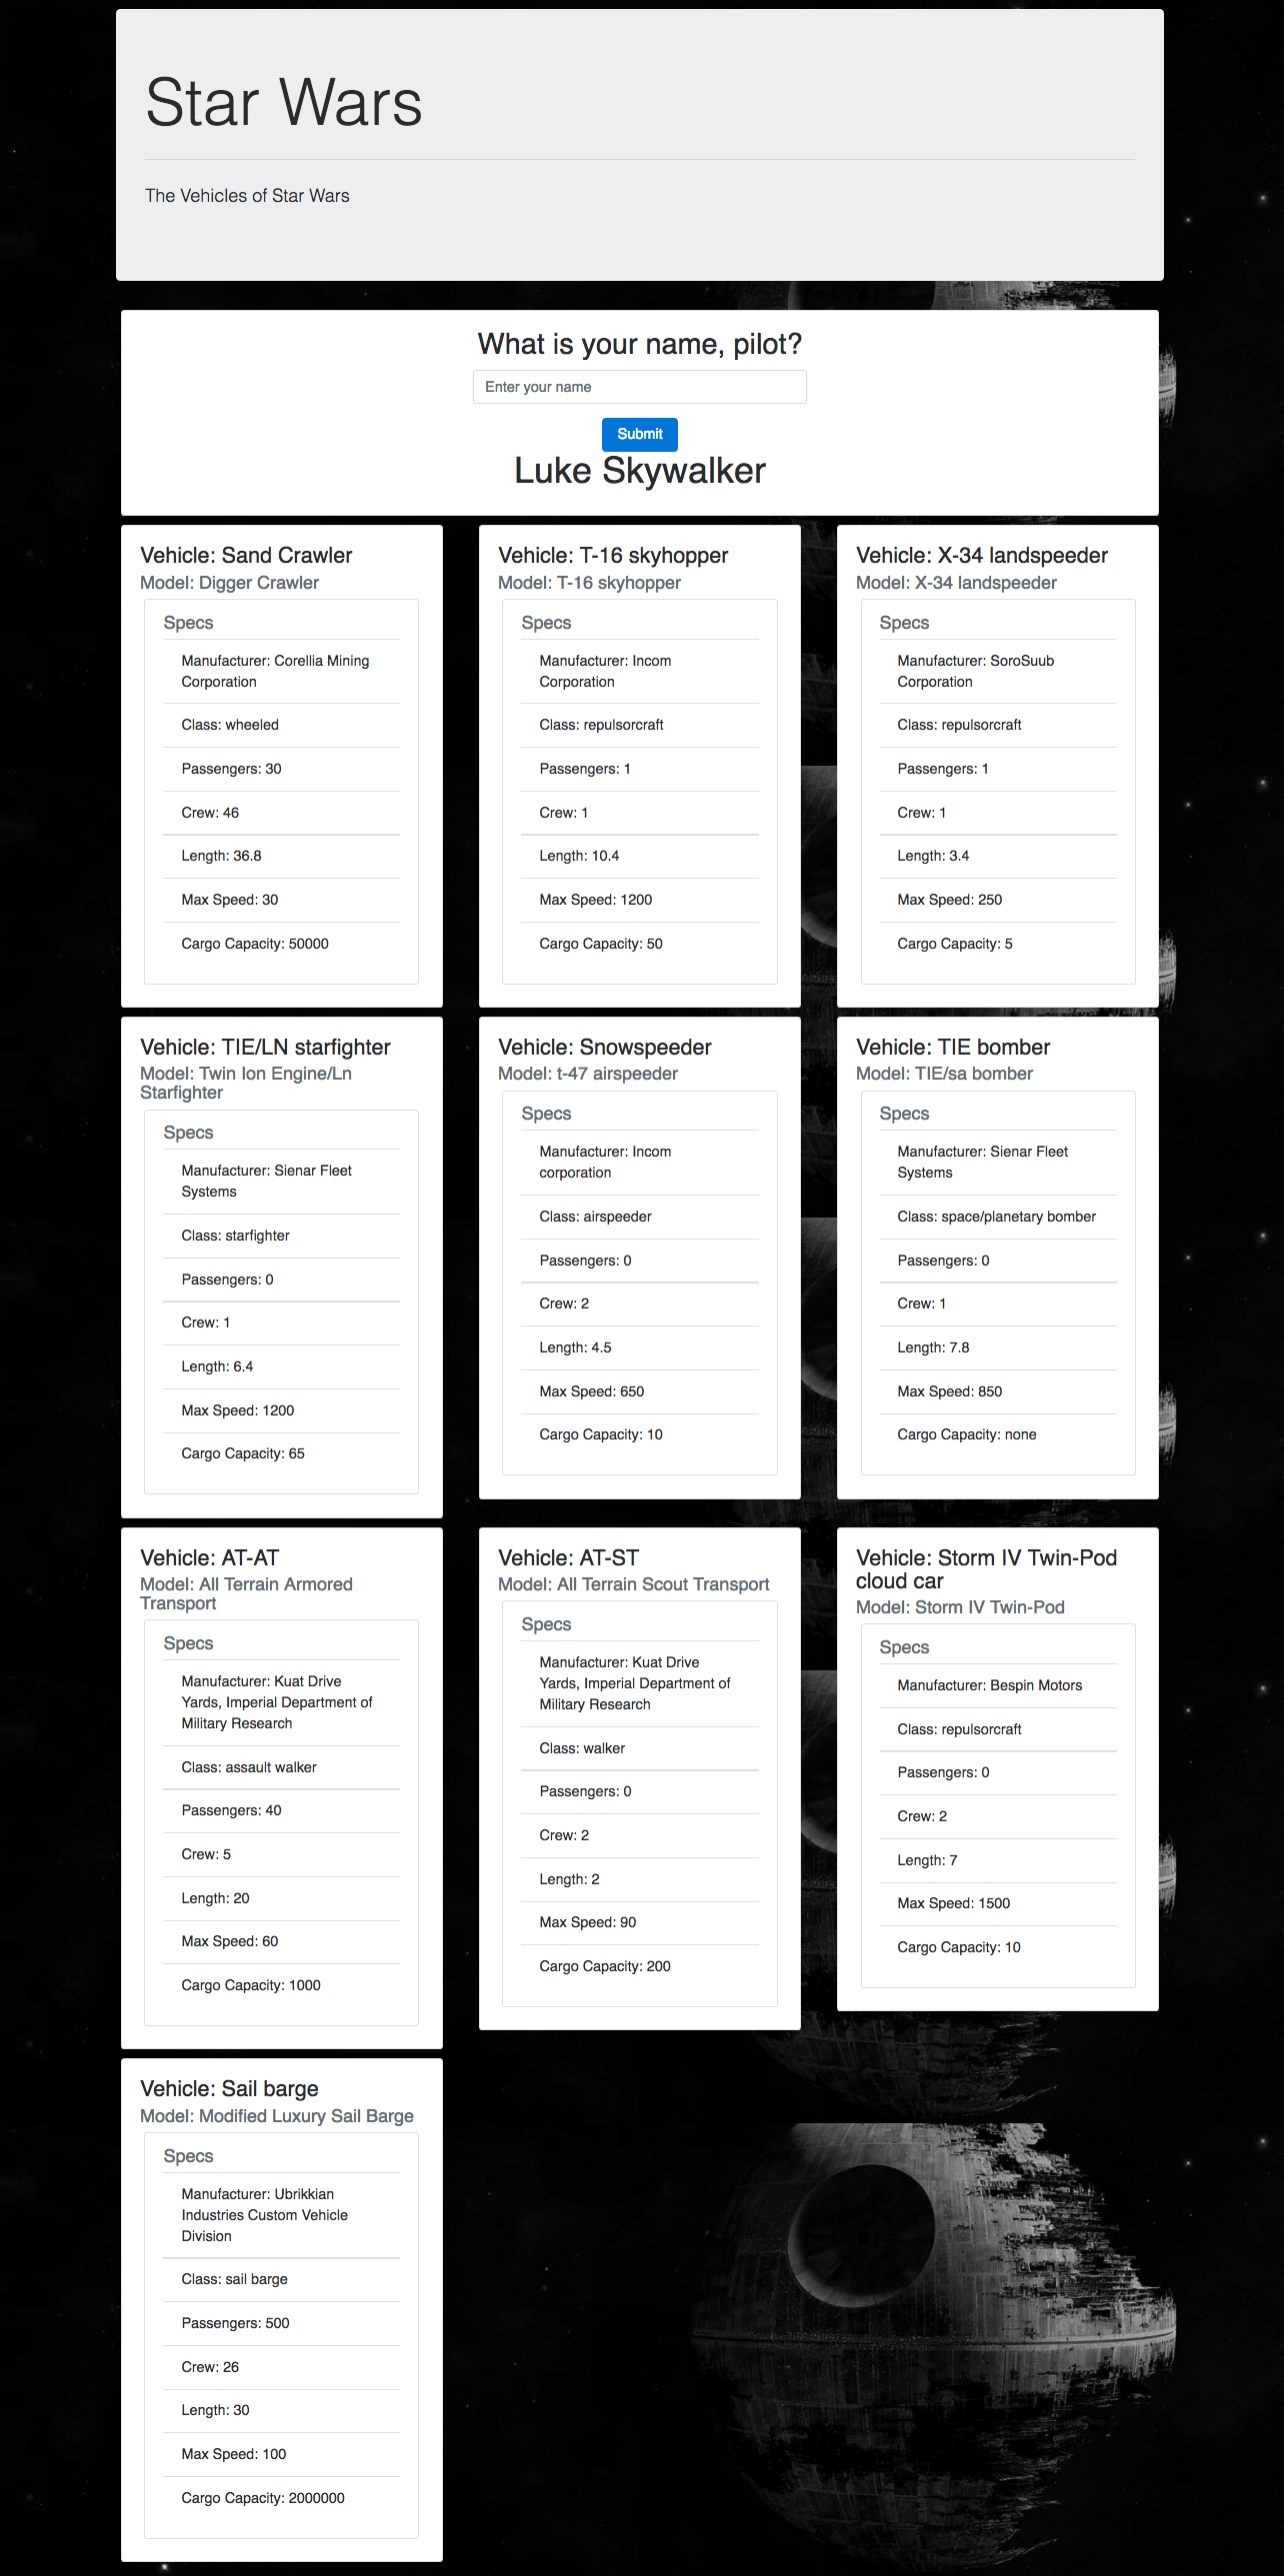 Star Wars
The Vehicles of Star Wars
What is your name, pilot?
Enter your name
Submit
Luke Skywalker
Vehicle: Sand Crawler
Model: Digger Crawler
Specs
Manufacturer: Corellia Mining
Corporation
Class: wheeled
Passengers: 30
Crew: 46
Length: 36.8
Max Speed: 30
Cargo Capacity: 50000
Vehicle: T-16 skyhopper
Model: T-16 skyhopper
Specs
Manufacturer: Incom
Corporation
Class: repulsorcraft
Passengers: 1
Crew: 1
Length: 10.4
Max Speed: 1200
Cargo Capacity: 50
Vehicle: X-34 landspeeder
Model: X-34 landspeeder
Specs
Manufacturer: SoroSuub
Corporation
Class: repulsorcraft
Passengers: 1
Crew: 1
Length: 3.4
Max Speed: 250
Cargo Capacity: 5
Vehicle: TIE/LN starfighter
Model: Twin Ion Engine/Ln
Starfighter
Specs
Manufacturer: Sienar Fleet
Systems
Class: starfighter
Passengers: 0
Crew: 1
Length: 6.4
Max Speed: 1200
Cargo Capacity: 65
Vehicle: Snowspeeder
Model: t-47 airspeeder
Specs
Manufacturer: Incom
corporation
Class: airspeeder
Passengers: 0
Crew: 2
Length: 4.5
Max Speed: 650
Cargo Capacity: 10
Vehicle: TIE bomber
Model: TIE/sa bomber
Specs
Manufacturer: Sienar Fleet
Systems
Class: space/planetary bomber
Passengers: 0
Crew: 1
Length: 7.8
Max Speed: 850
Cargo Capacity: none
Vehicle: AT-AT
Model: All Terrain Armored
Transport
Specs
Manufacturer: Kuat Drive
Yards, Imperial Department of
Military Research
Class: assault walker
Passengers: 40
Crew: 5
Length: 20
Max Speed: 60
Cargo Capacity: 1000
Vehicle: AT-ST
Model: All Terrain Scout Transport
Specs
Manufacturer: Kuat Drive
Yards, Imperial Department of
Military Research
Class: walker
Passengers: 0
Crew: 2
Length: 2
Max Speed: 90
Cargo Capacity: 200
Vehicle: Storm IV Twin-Pod
cloud car
Model: Storm IV Twin-Pod
Specs
Manufacturer: Bespin Motors
Class: repulsorcraft
Passengers: 0
Crew: 2
Length: 7
Max Speed: 1500
Cargo Capacity: 10
Vehicle: Sail barge
Model: Modified Luxury Sail Barge
Specs
Manufacturer: Ubrikkian
Industries Custom Vehicle
Division
Class: sail barge
Passengers: 500
Crew: 26
Length: 30
Max Speed: 100
Cargo Capacity: 2000000